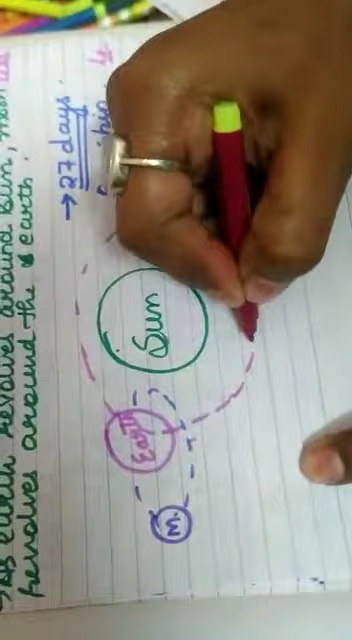 → As earth revolves around sun, moon
revolves around the earth.
→ 27 days
Sun
Earth
M.